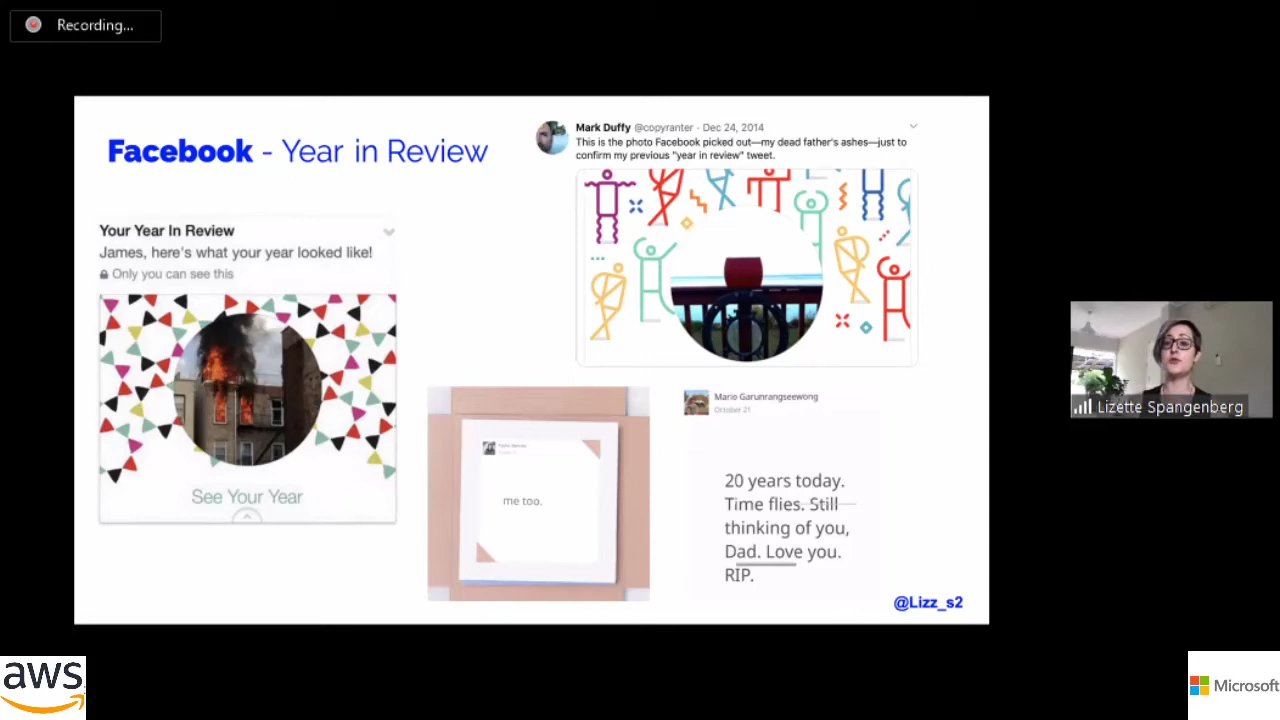 Recording...
Facebook - Year in Review
Mark Duffy @copyranter · Dec 24, 2014
This is the photo Facebook picked out—my dead father's ashes—just to
confirm my previous "year in review" tweet.
Your Year In Review
James, here's what your year looked like!
Only you can see this
See Your Year
me too.
Mario Garunrangseewong
October 21
20 years today.
Time flies. Still
thinking of you,
Dad. Love you.
RIP.
@Lizz_s2
Lizette Spangenberg
aws
Microsoft